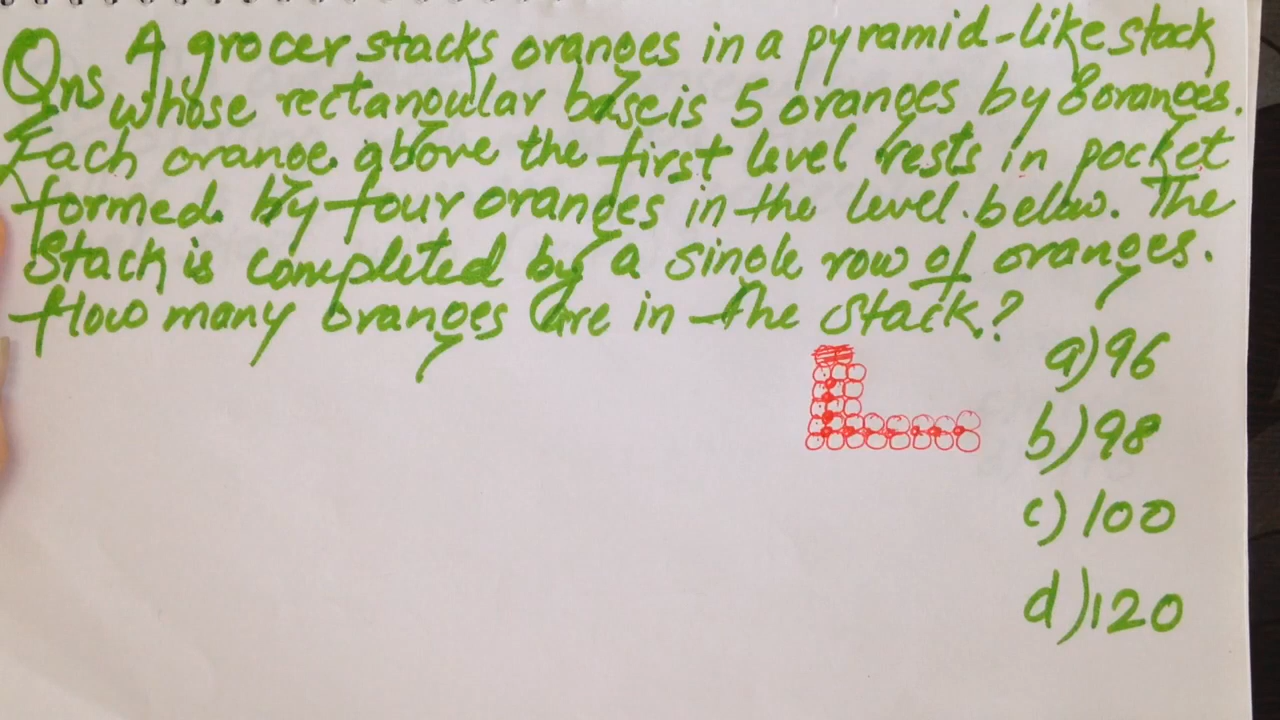 Qns A grocer stacks oranges in a pyramid-like stack
whose rectangular base is 5 oranges by 8 oranges.
Each orange above the first level rests in pocket
formed by four oranges in the level below. The
Stack is completed by a single row of oranges.
How many oranges are in the stack?
a) 96
b) 98
c) 100
d) 120